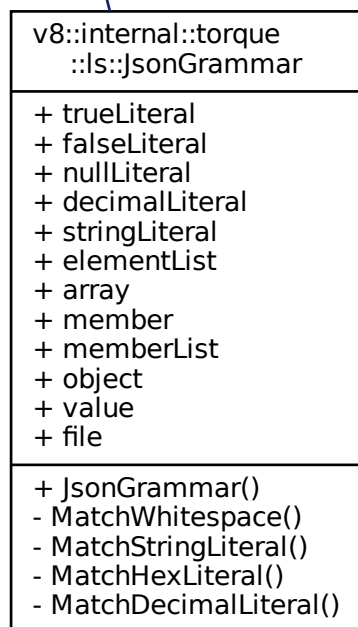 v8::internal::torque
::ls::JsonGrammar
+ trueLiteral
+ falseLiteral
+ nullLiteral
+ decimalLiteral
+ stringLiteral
+ elementList
+ array
+ member
+ memberList
+ object
+ value
+ file
+ JsonGrammar()
- MatchWhitespace()
- MatchStringLiteral()
- MatchHexLiteral()
- MatchDecimalLiteral()